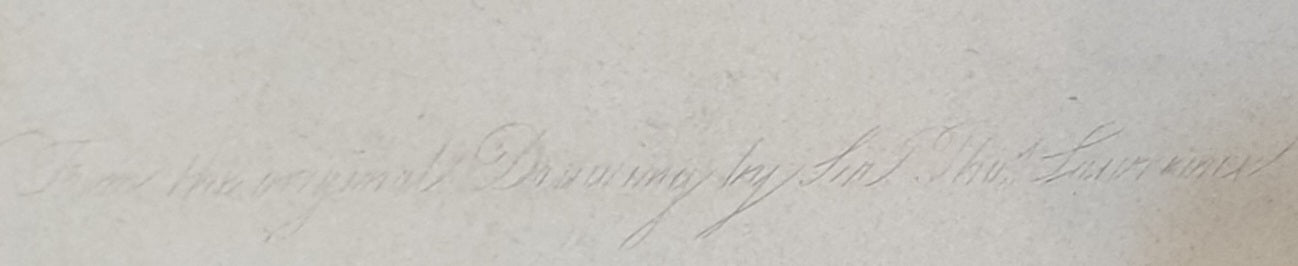 From the original Drawing by Sir Thos. Lawrence